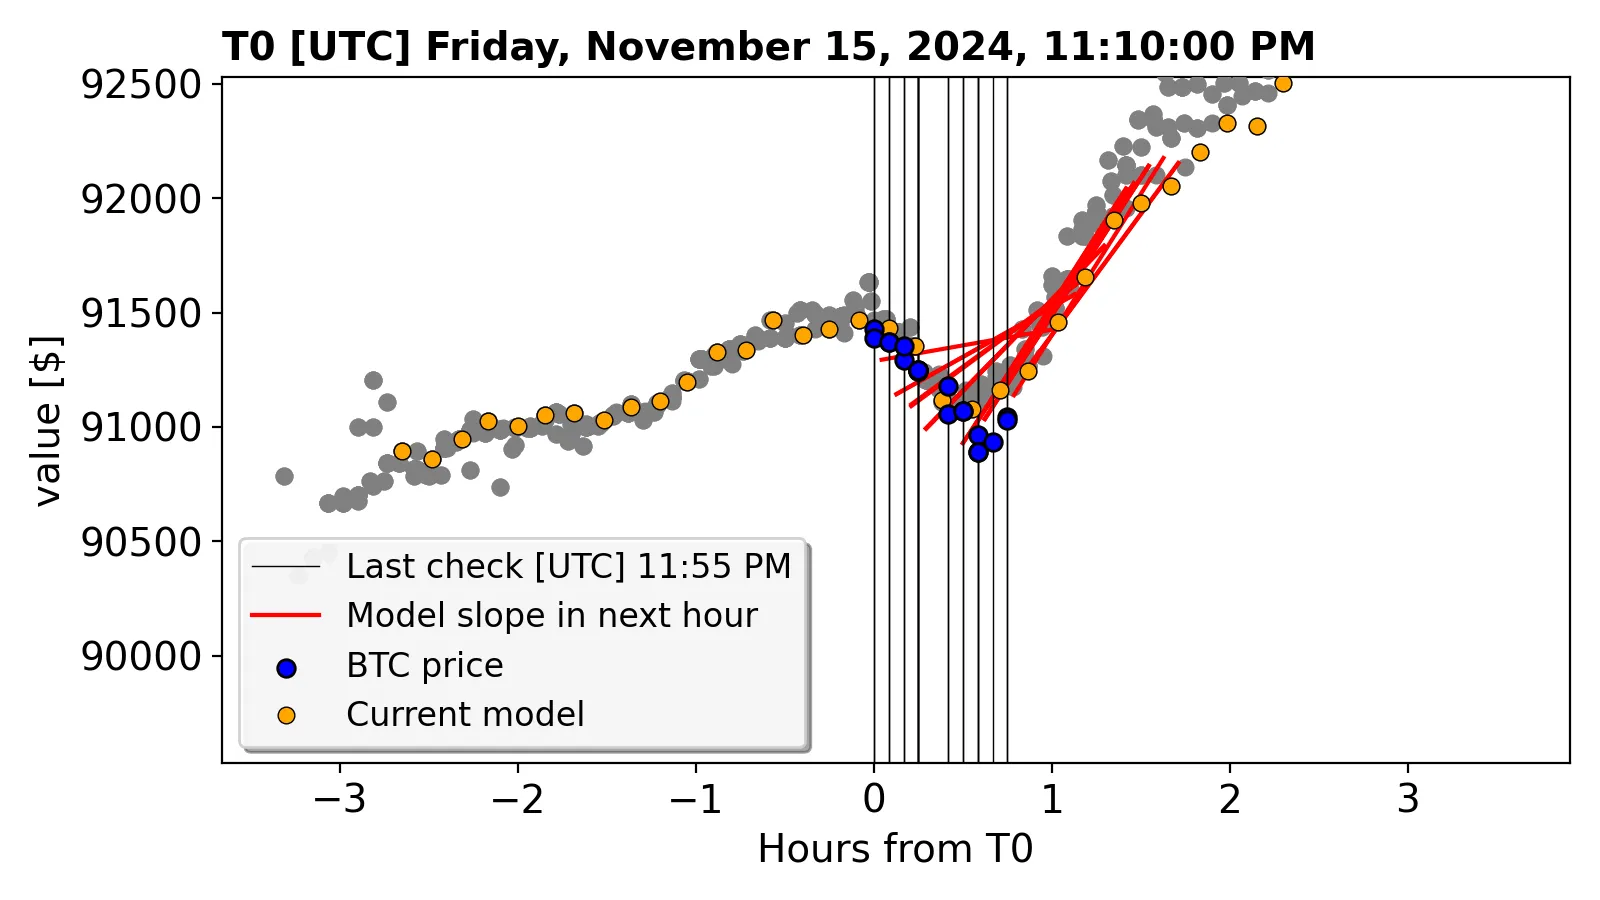 T0 [UTC] Friday, November 15, 2024, 11:10:00 PM
value [$]
92500
92000
91500
91000
90500
90000
Last check [UTC] 11:55 PM
Model slope in next hour
BTC price
Current model
−3 −2 −1 0 1 2 3
Hours from T0